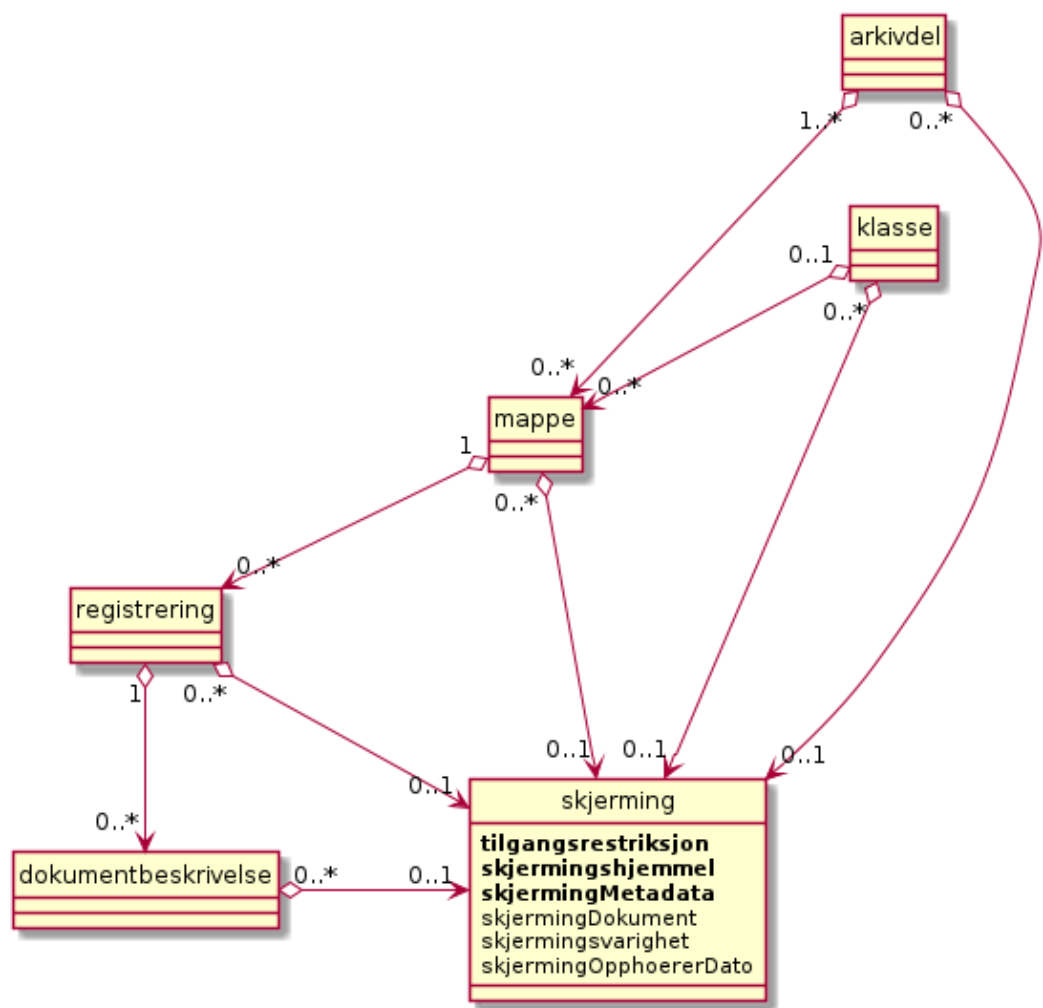 arkivdel
1..*
0..*
klasse
0..1
0..*
0..*
0..*
mappe
1
0..*
0..*
registrering
1
0..*
0..1
0..1
0..1
0..1
skjerming
0..*
tilgangsrestriksjon
skjermingshjemmel
skjermingMetadata
skjermingDokument
skjermingsvarighet
skjermingOpphoererDato
dokumentbeskrivelse
0..*
0..1